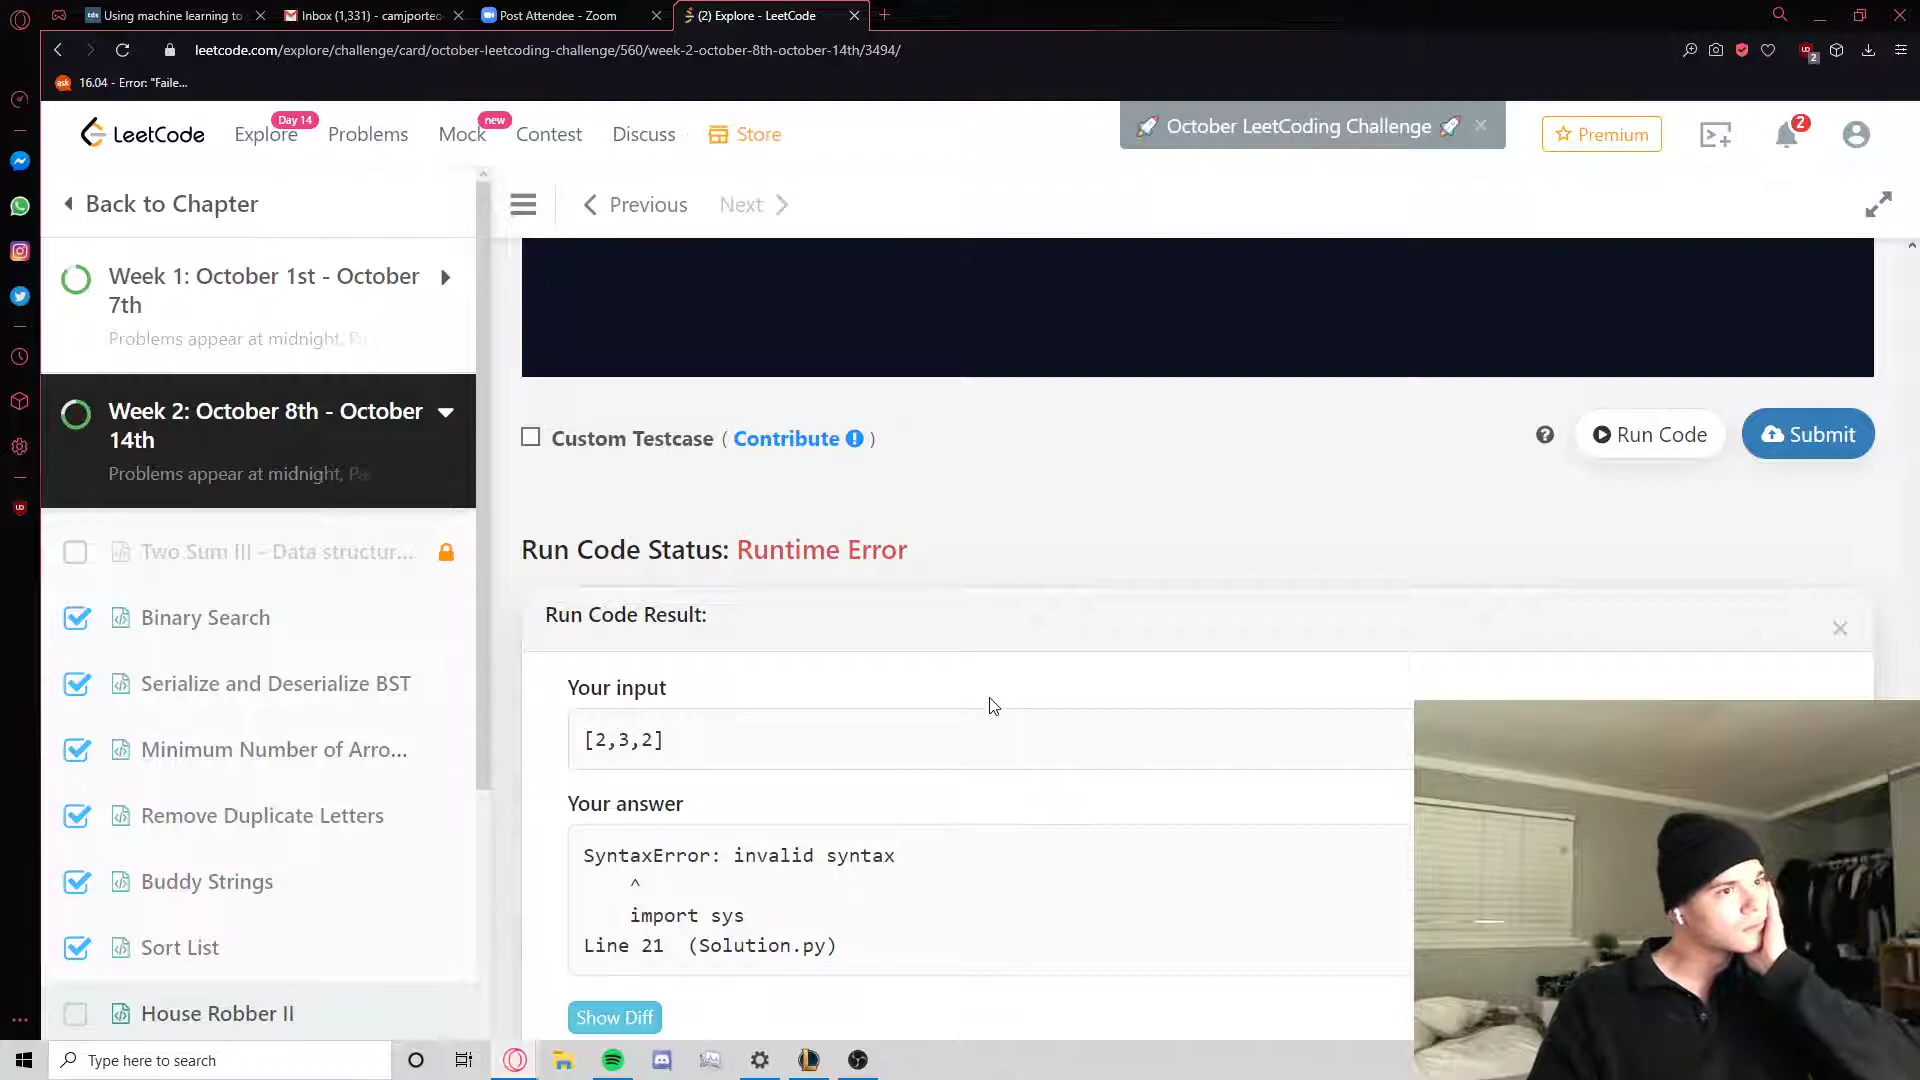 Using machine learning to
Inbox (1,331) - camjporteo
Post Attendee - Zoom
(2) Explore - LeetCode
leetcode.com/explore/challenge/card/october-leetcoding-challenge/560/week-2-october-8th-october-14th/3494/
2
ask 16.04 - Error: "Faile...
LeetCode
Explore
Day 14
Problems
Mock
new
Contest
Discuss
Store
October LeetCoding Challenge
Premium
2
Back to Chapter
Previous
Next
Week 1: October 1st - October
7th
Problems appear at midnight,
Week 2: October 8th - October
14th
Problems appear at midnight, Pa
Two Sum III - Data structur...
Binary Search
Serialize and Deserialize BST
Minimum Number of Arro...
Remove Duplicate Letters
Buddy Strings
Sort List
House Robber II
Custom Testcase ( Contribute )
Run Code
Submit
Run Code Status: Runtime Error
Run Code Result:
Your input
[2,3,2]
Your answer
SyntaxError: invalid syntax
^
import sys
Line 21 (Solution.py)
Show Diff
Type here to search